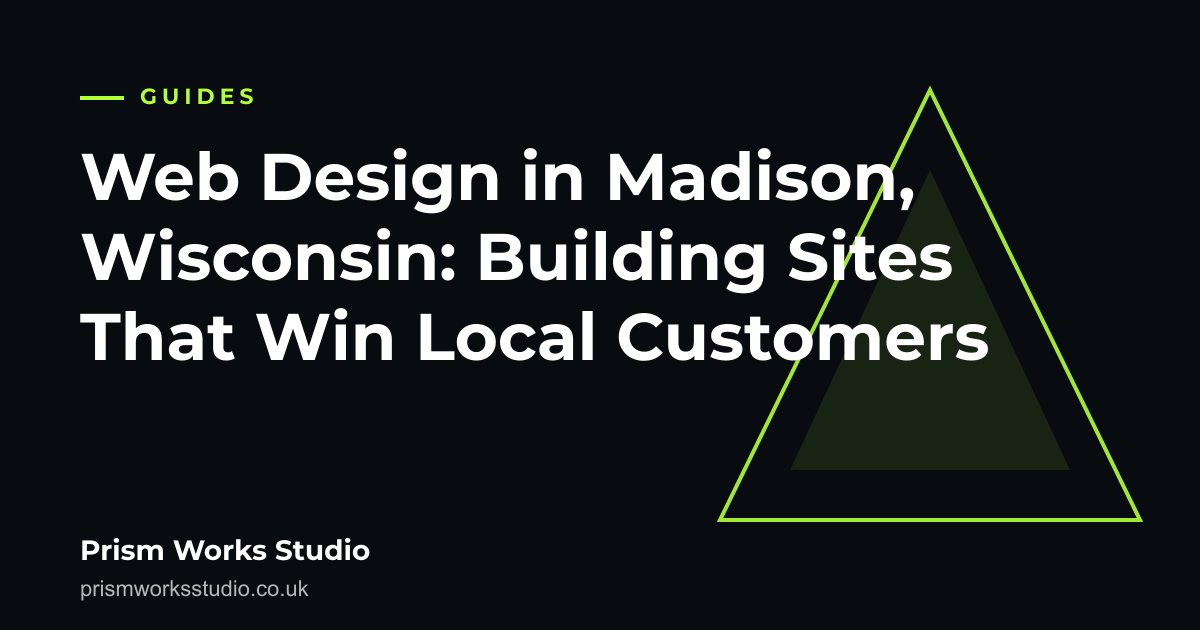 GUIDES
Web Design in Madison,
Wisconsin: Building Sites
That Win Local Customers
Prism Works Studio
prismworksstudio.co.uk